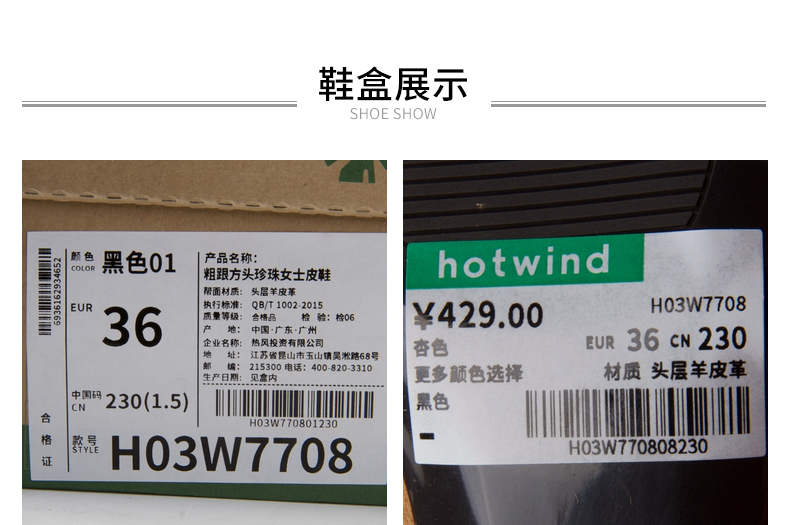 鞋盒展示
SHOE SHOW
6936162934652
颜色 黑色01
COLOR
EUR
36
中国码 230(1.5)
CN
合格证
款号 H03W7708
STYLE
产品名称:
粗跟方头珍珠女士皮鞋
帮面材质: 头层羊皮革
执行标准: QB/T 1002-2015
质量等级: 合格品 检 验: 检06
产 地: 中国·广东·广州
企业名称: 热风投资有限公司
地 址: 江苏省昆山市玉山镇吴淞路68号
邮 编: 215300 电话: 400-820-3310
生产日期: 见盒内
H03W770801230
hotwind
¥429.00
H03W7708
杏色
EUR 36 CN 230
更多颜色选择
材质 头层羊皮革
黑色
H03W770808230